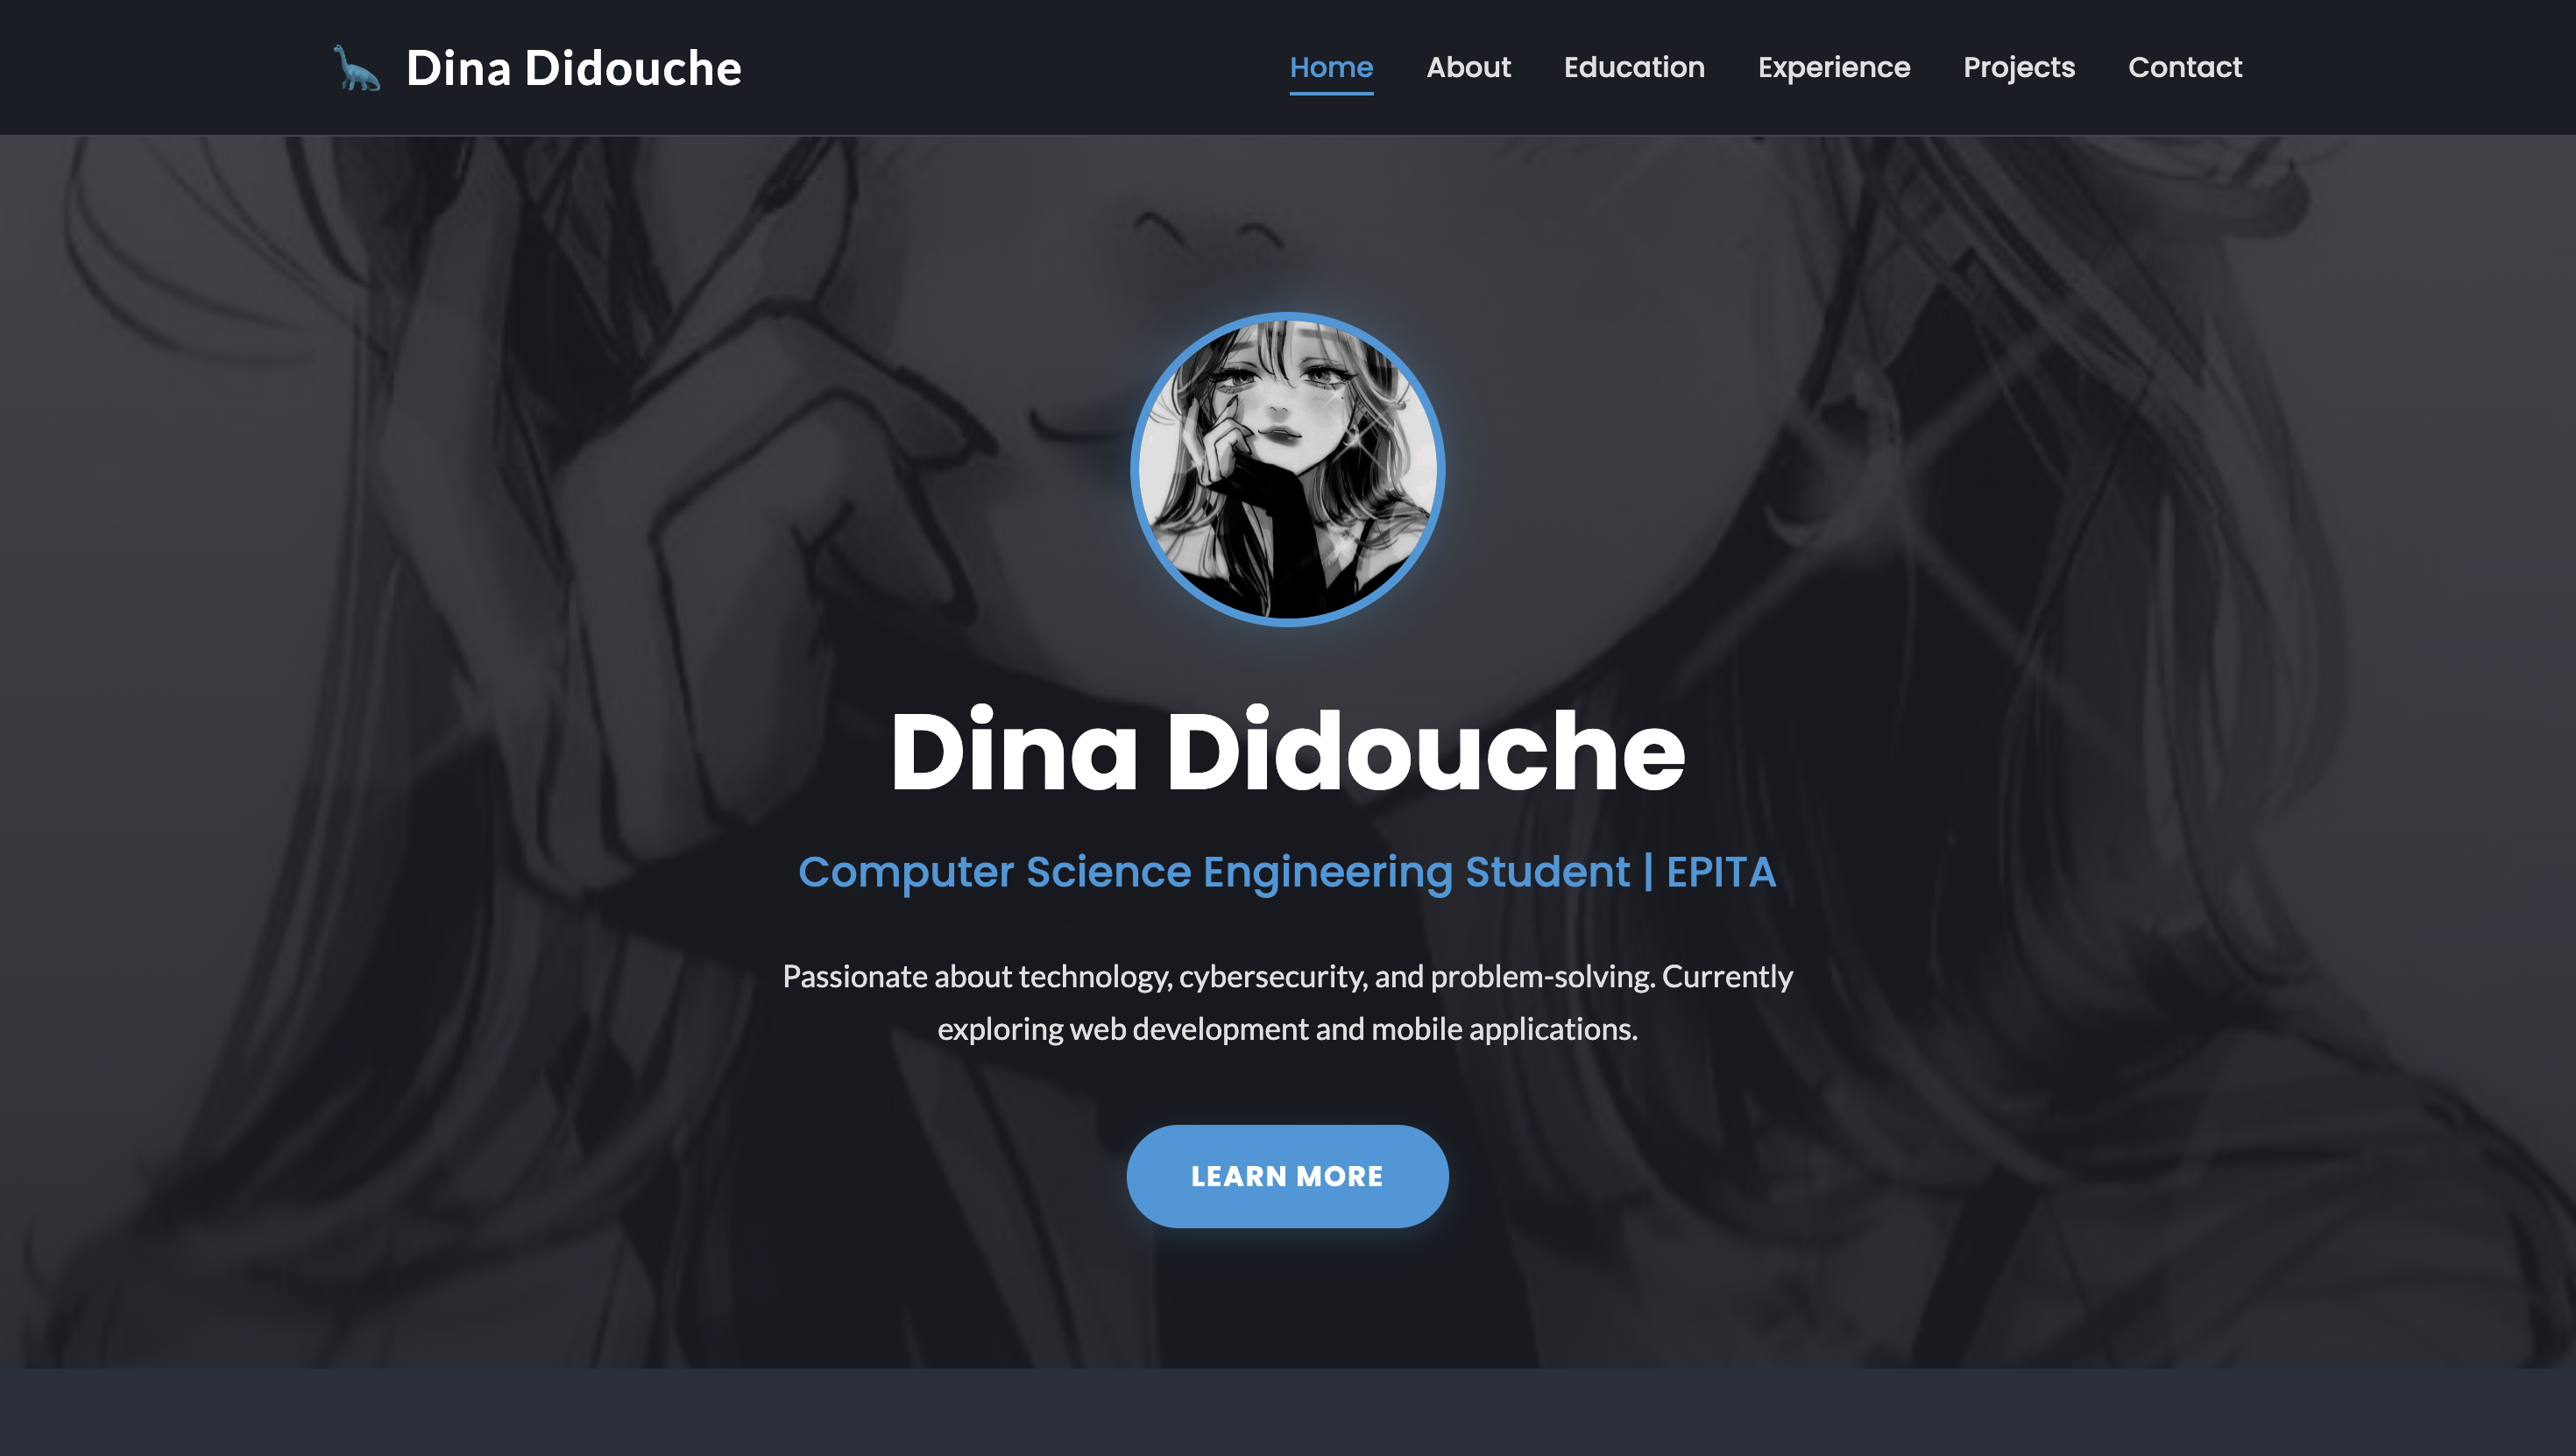 Dina Didouche
Home About Education Experience Projects Contact
Dina Didouche
Computer Science Engineering Student | EPITA
Passionate about technology, cybersecurity, and problem-solving. Currently
exploring web development and mobile applications.
LEARN MORE